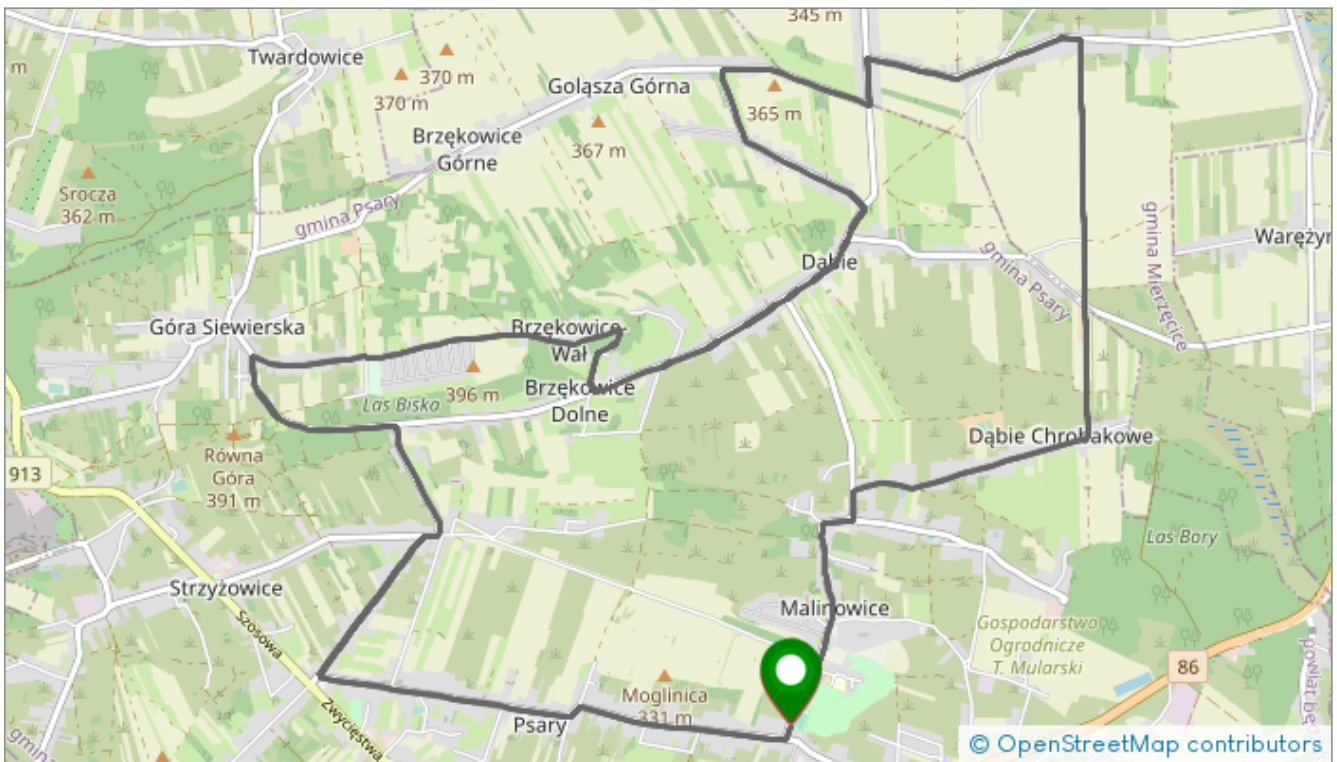 345 m
Twardowice
m
370 m
370 m
Goląsza Górna
365 m
Brzękowice
Górne
367 m
Srocza
362 m
gmina Psary
gmina Mierzęcice
gmina Psary
Dąbie
Góra Siewierska
Brzękowice-
Wał
396 m
Las Biska
Brzękowice
Dolne
913
Równa
Góra
391 m
Dąbie Chrobakowe
Las Bory
Strzyżowice
Malinowice
Szosowa
Gospodarstwo
Ogrodnicze
T. Mularski
86
Moglinica
331 m
Zwycięstwa
Psary
© OpenStreetMap contributors